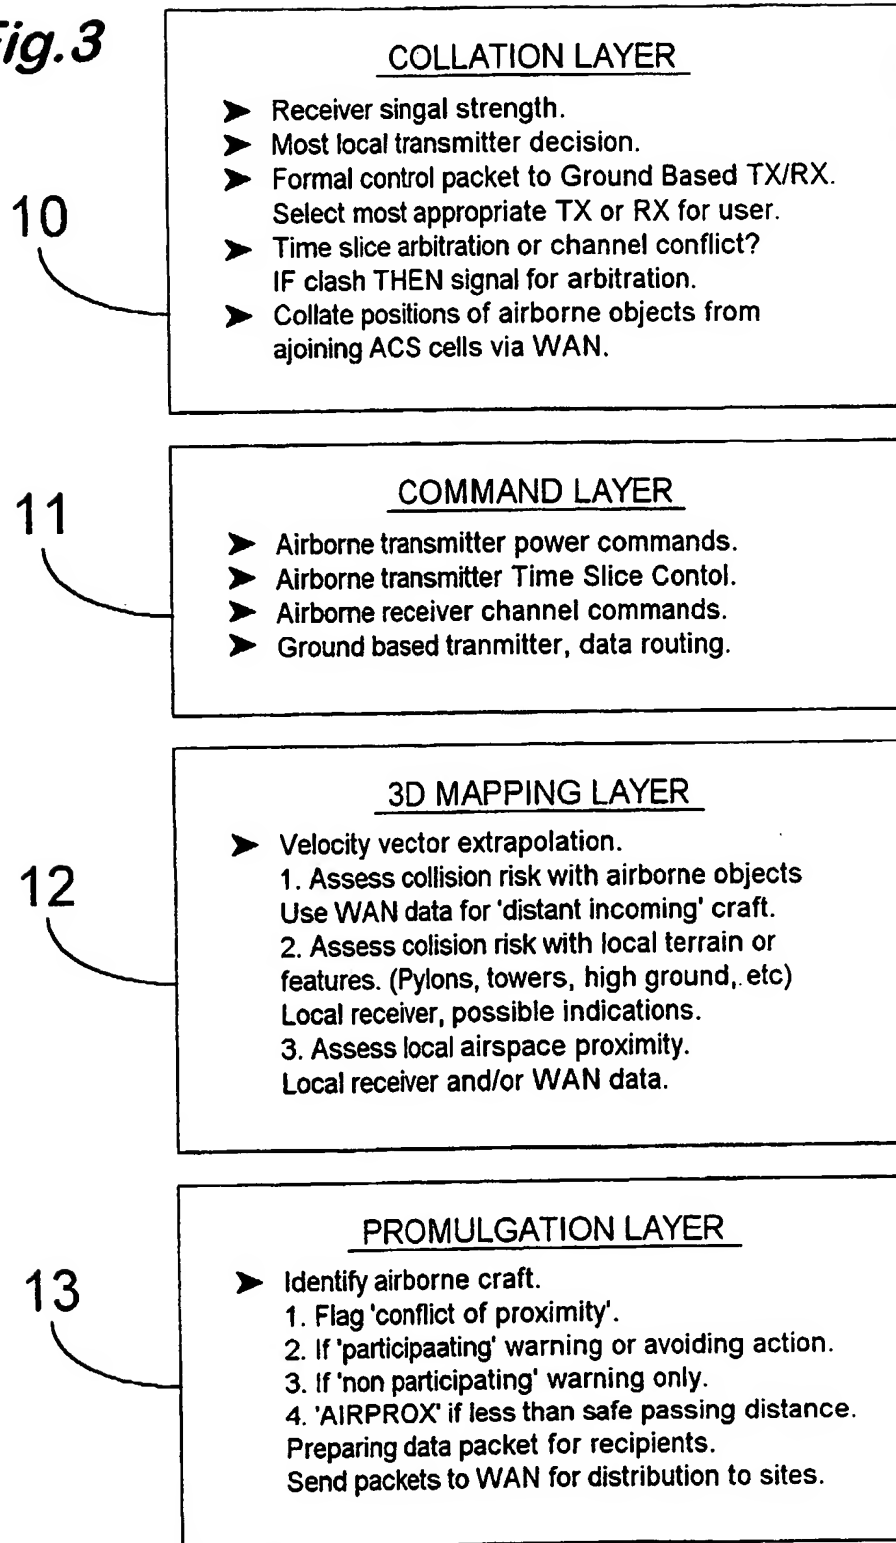 Fig.3
COLLATION LAYER
➤ Receiver singal strength.
➤ Most local transmitter decision.
➤ Formal control packet to Ground Based TX/RX.
Select most appropriate TX or RX for user.
➤ Time slice arbitration or channel conflict?
IF clash THEN signal for arbitration.
➤ Collate positions of airborne objects from
ajoining ACS cells via WAN.
10
COMMAND LAYER
➤ Airborne transmitter power commands.
➤ Airborne transmitter Time Slice Contol.
➤ Airborne receiver channel commands.
➤ Ground based tranmitter, data routing.
11
3D MAPPING LAYER
➤ Velocity vector extrapolation.
1. Assess collision risk with airborne objects
Use WAN data for 'distant incoming' craft.
2. Assess colision risk with local terrain or
features. (Pylons, towers, high ground, etc)
Local receiver, possible indications.
3. Assess local airspace proximity.
Local receiver and/or WAN data.
12
PROMULGATION LAYER
➤ Identify airborne craft.
1. Flag 'conflict of proximity'.
2. If 'participaating' warning or avoiding action.
3. If 'non participating' warning only.
4. 'AIRPROX' if less than safe passing distance.
Preparing data packet for recipients.
Send packets to WAN for distribution to sites.
13